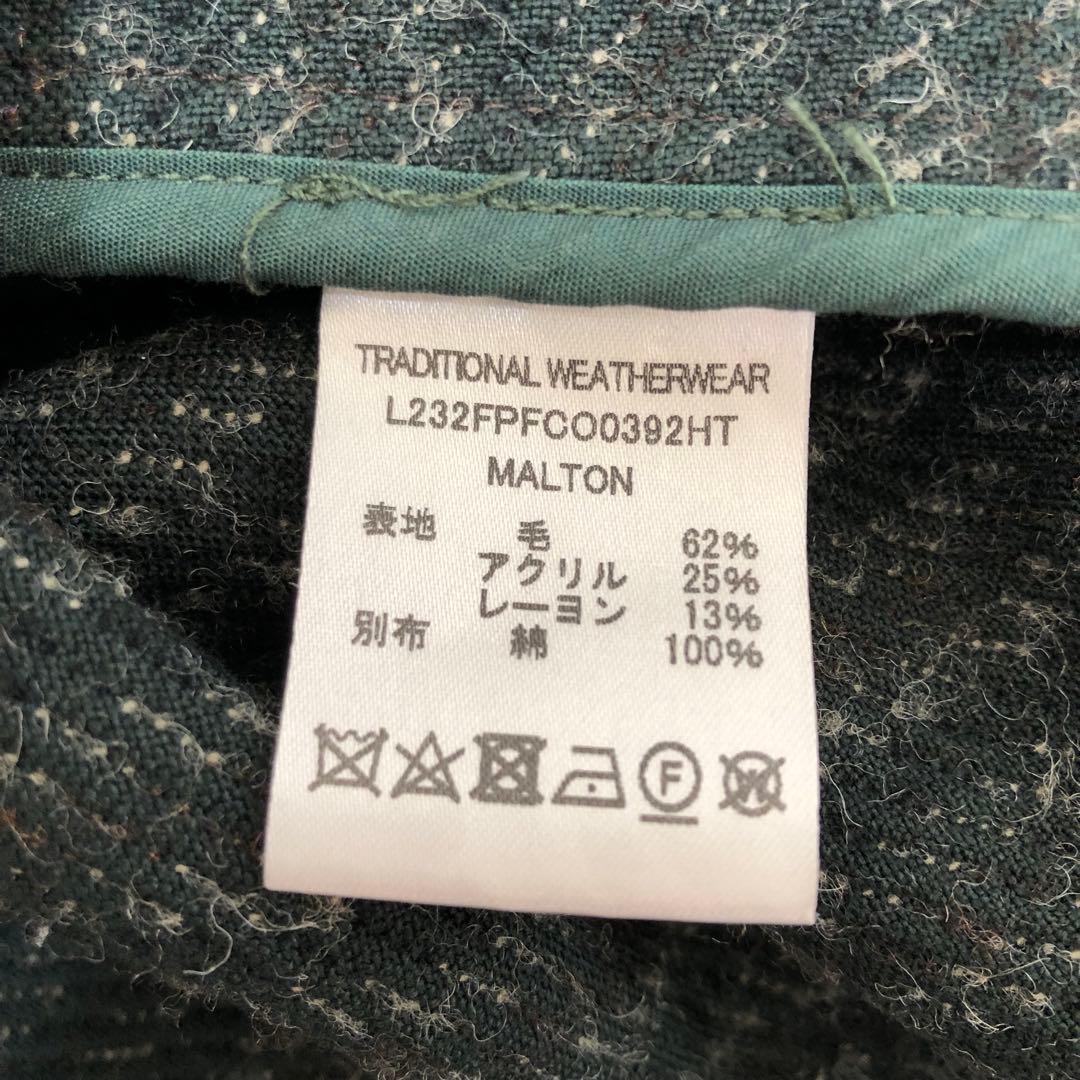 TRADITIONAL WEATHERWEAR
L232FPFCO0392HT
MALTON
表地 毛 62%
アクリル 25%
レーヨン 13%
別布 綿 100%
F W